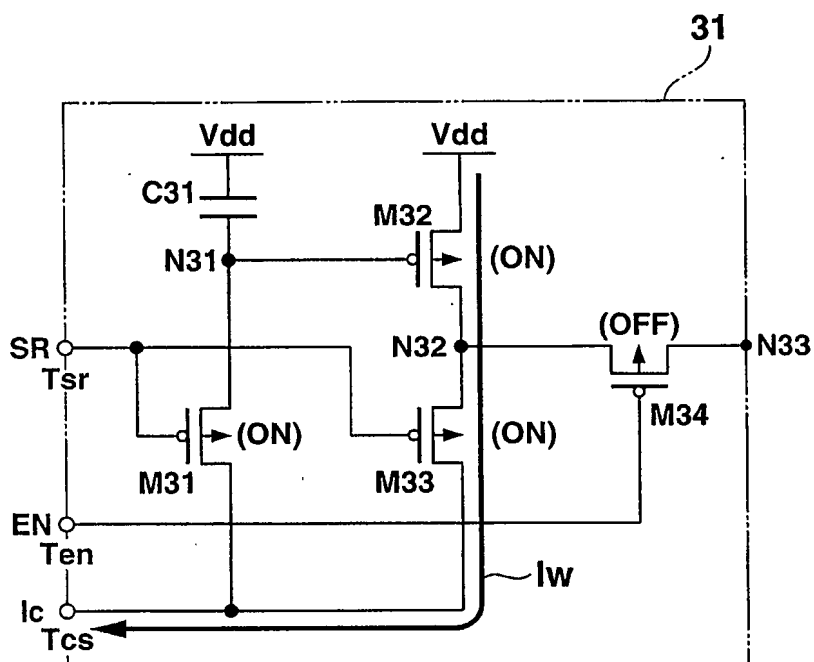 31
Vdd
Vdd
C31
M32
N31
(ON)
(OFF)
SR
N32
N33
Tsr
M34
(ON)
(ON)
M31
M33
EN
Ten
Iw
Ic
Tcs